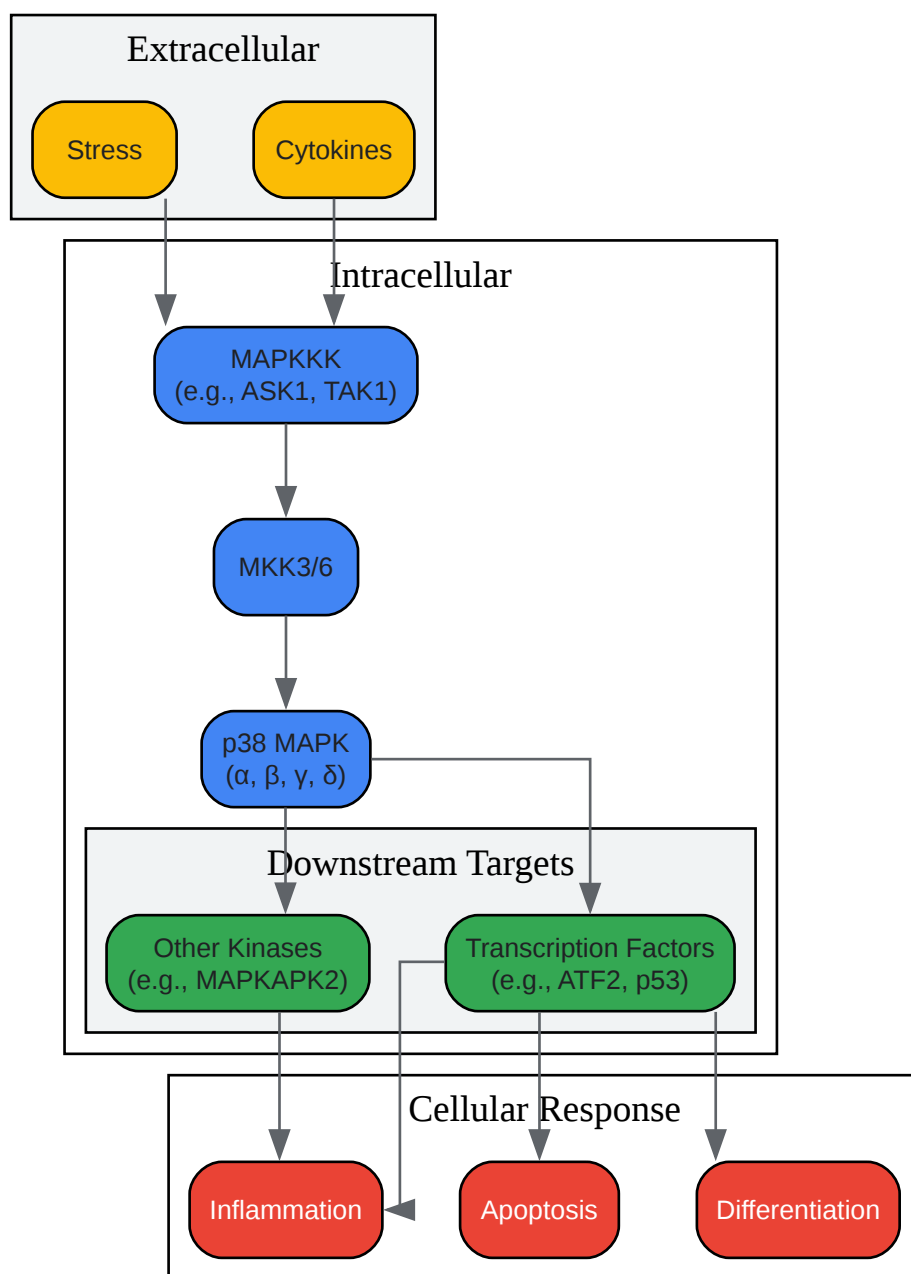 Extracellular
Stress
Cytokines
Intracellular
MAPKKK
(e.g., ASK1, TAK1)
MKK3/6
p38 MAPK
(α, β, γ, δ)
Downstream Targets
Other Kinases
(e.g., MAPKAPK2)
Transcription Factors
(e.g., ATF2, p53)
Cellular Response
Inflammation
Apoptosis
Differentiation